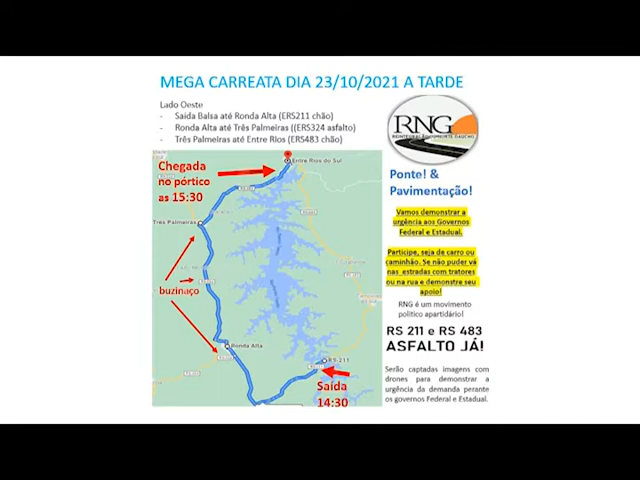 MEGA CARREATA DIA 23/10/2021 A TARDE
Lado Oeste
- Saida Balsa até Ronda Alta (ERS211 chão)
- Ronda Alta até Três Palmeiras ((ERS324 asfalto)
- Três Palmeiras até Entre Rios (ERS483 chão)
RNG
REINTEGRAÇÃO NORTE GAÚCHO
Ponte! &
Pavimentação!
Vamos demonstrar a
urgência aos Governos
Federal e Estadual.
Participe, seja de carro ou
caminhão. Se não puder vá
nas estradas com tratores
ou na rua e demonstre seu
apoio!
RNG é um movimento
político apartidário!
RS 211 e RS 483
ASFALTO JÁ!
Serão captadas imagens com
drones para demonstrar a
urgência da demanda perante
os governos Federal e Estadual.
Chegada
no pórtico
as 15:30
Entre Rios do Sul
Três Palmeiras
buzinaço
Ronda Alta
RS-211
Saída
14:30